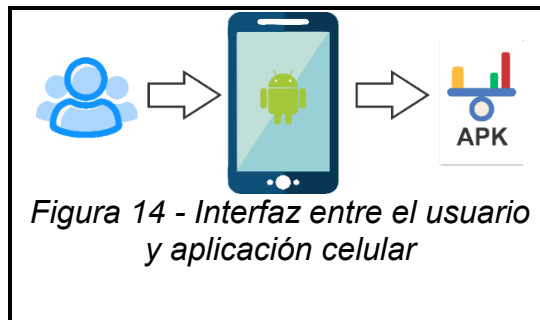 APK
Figura 14 - Interfaz entre el usuario
y aplicación celular